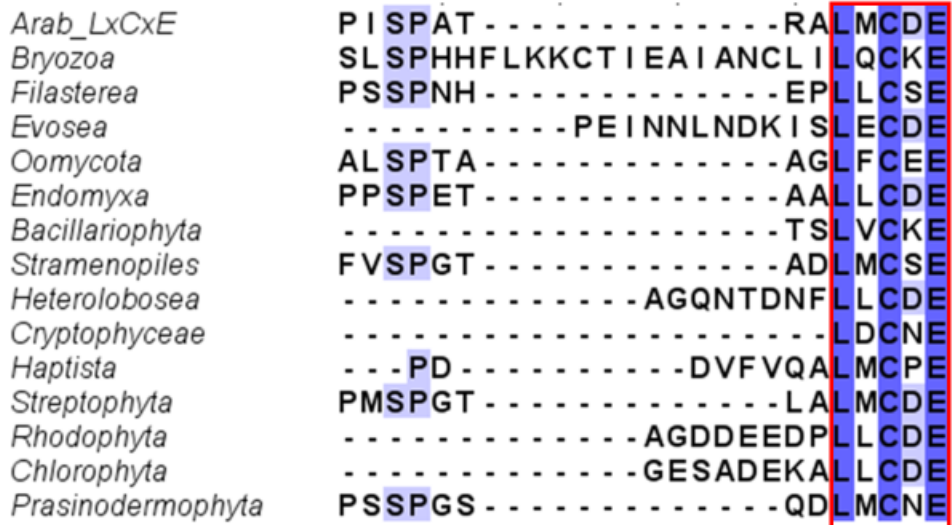 Arab_LxCxE PISPAT-------------RALMCDE
Bryozoa SLSPHHFLKKCTIEAIANCLILQCKE
Filasterea PSSPNH-------------EPLLCSE
Evosea ----------PEINNLNDKISLECDE
Oomycota ALSPTA-------------AGLFCEE
Endomyxa PPSPET-------------AALLCDE
Bacillariophyta -------------------TSLVCKE
Stramenopiles FVSPGT-------------ADLMCSE
Heterolobosea -------------AGQNTDNFLLCDE
Cryptophyceae ---------------------LDCNE
Haptista ---PD----------DVFVQALMCPE
Streptophyta PMSPGT-------------LALMCDE
Rhodophyta -------------AGDDEEDPLLCDE
Chlorophyta -------------GESADEKALLCDE
Prasinodermophyta PSSPGS-------------QDLMCNE